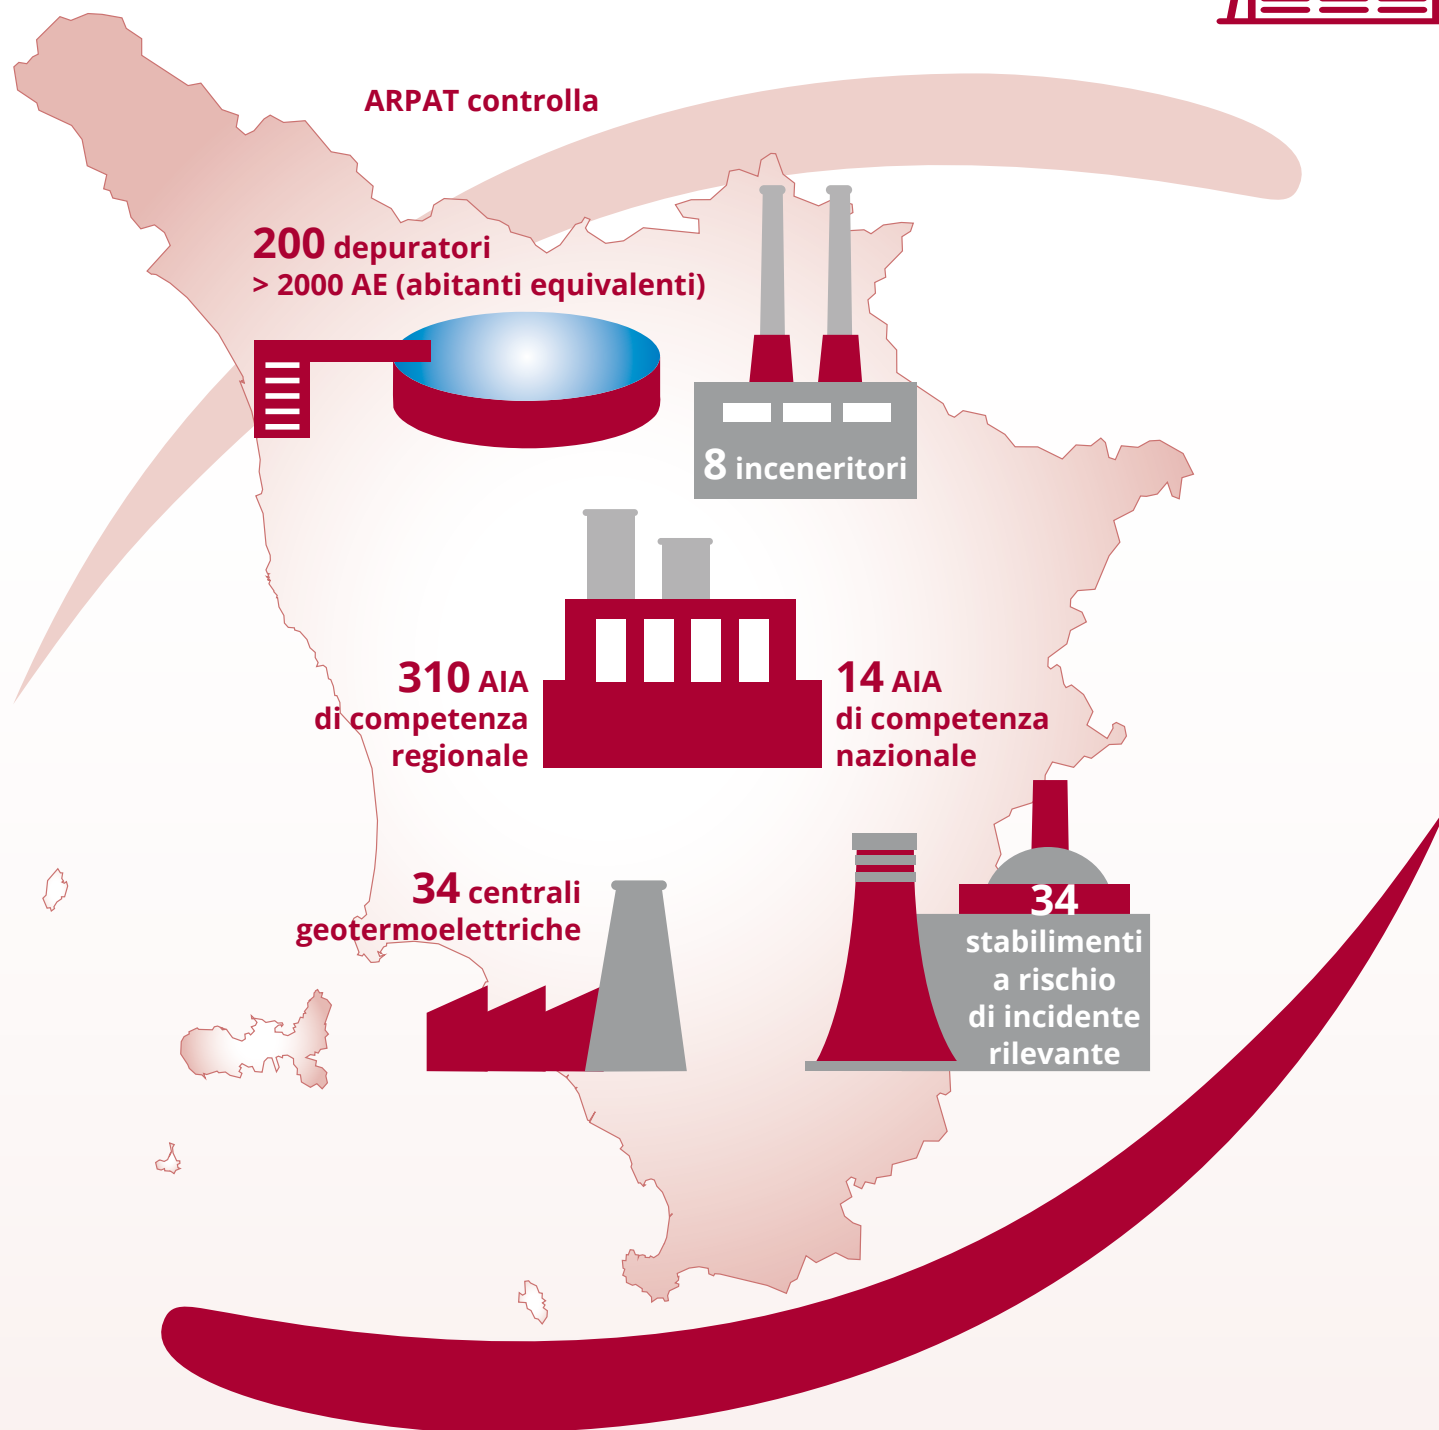 ARPAT controlla
200 depuratori
> 2000 AE (abitanti equivalenti)
8 inceneritori
310 AIA
di competenza
regionale
14 AIA
di competenza
nazionale
34 centrali
geotermoelettriche
34
stabilimenti
a rischio
di incidente
rilevante